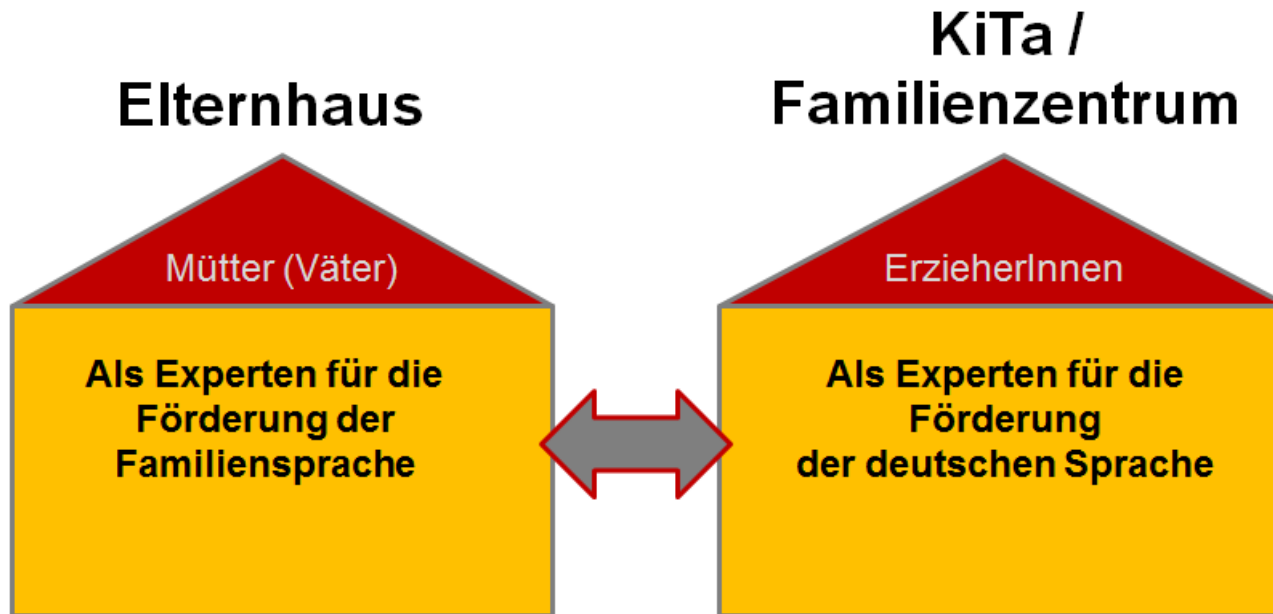 Elternhaus
Mütter (Väter)
Als Experten für die
Förderung der
Familiensprache
KiTa /
Familienzentrum
ErzieherInnen
Als Experten für die
Förderung
der deutschen Sprache